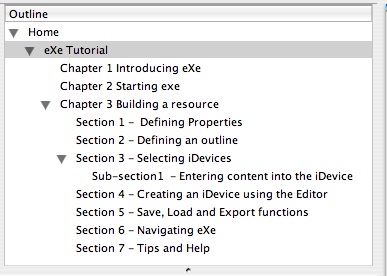 Outline
Home
eXe Tutorial
Chapter 1 Introducing eXe
Chapter 2 Starting exe
Chapter 3 Building a resource
Section 1 – Defining Properties
Section 2 – Defining an outline
Section 3 – Selecting iDevices
Sub-section1 – Entering content into the iDevice
Section 4 – Creating an iDevice using the Editor
Section 5 – Save, Load and Export functions
Section 6 – Navigating eXe
Section 7 – Tips and Help